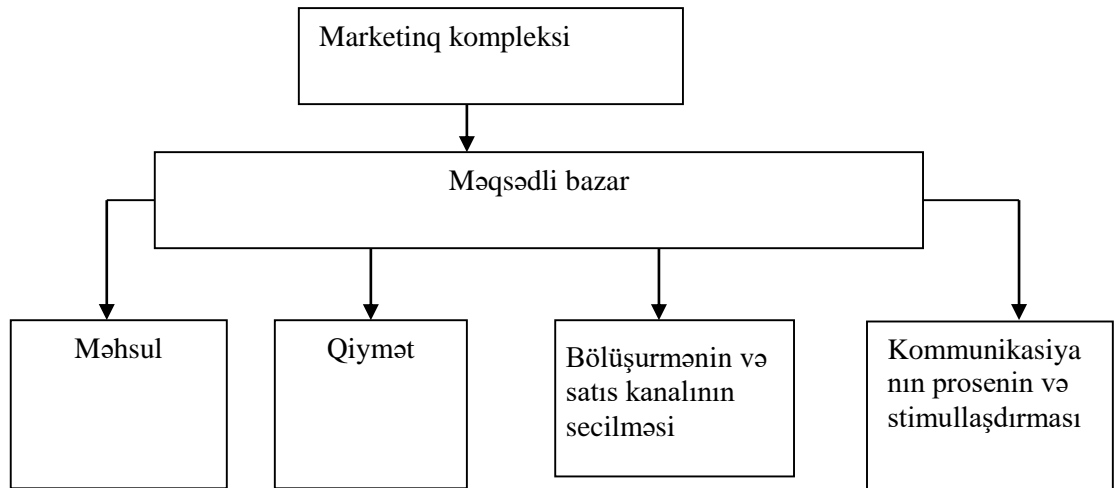 Marketinq kompleksi
Məqsədli bazar
Məhsul
Qiymət
Bölüşurmənin və
satıs kanalının
secilməsi
Kommunikasiya
nın prosenin və
stimullaşdırması